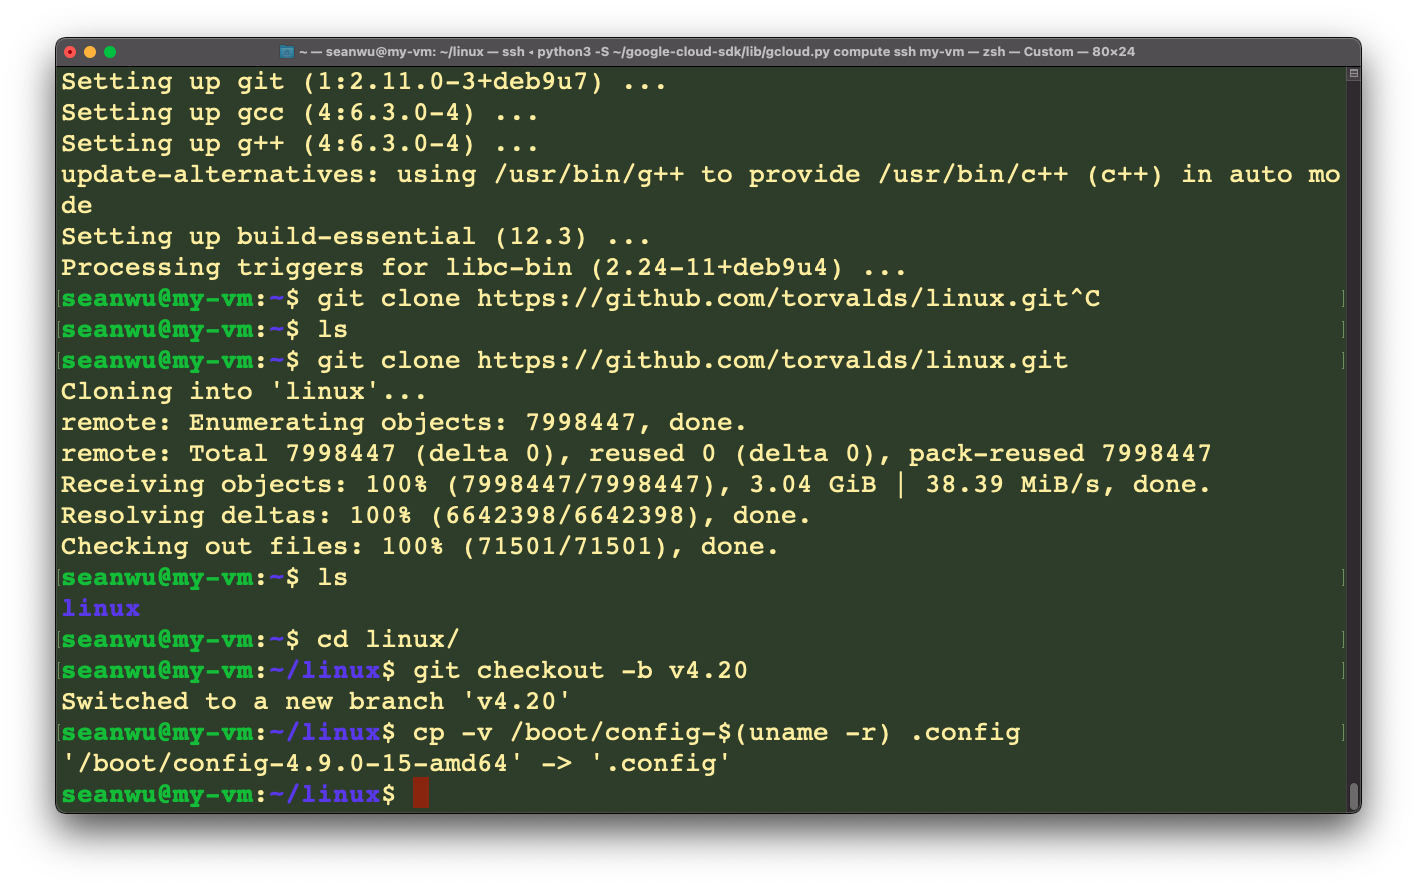 ~ — seanwu@my-vm: ~/linux — ssh ◂ python3 -S ~/google-cloud-sdk/lib/gcloud.py compute ssh my-vm — zsh — Custom — 80×24
Setting up git (1:2.11.0-3+deb9u7) ...
Setting up gcc (4:6.3.0-4) ...
Setting up g++ (4:6.3.0-4) ...
update-alternatives: using /usr/bin/g++ to provide /usr/bin/c++ (c++) in auto mo
de
Setting up build-essential (12.3) ...
Processing triggers for libc-bin (2.24-11+deb9u4) ...
seanwu@my-vm:~$ git clone https://github.com/torvalds/linux.git^C
seanwu@my-vm:~$ ls
seanwu@my-vm:~$ git clone https://github.com/torvalds/linux.git
Cloning into 'linux'...
remote: Enumerating objects: 7998447, done.
remote: Total 7998447 (delta 0), reused 0 (delta 0), pack-reused 7998447
Receiving objects: 100% (7998447/7998447), 3.04 GiB | 38.39 MiB/s, done.
Resolving deltas: 100% (6642398/6642398), done.
Checking out files: 100% (71501/71501), done.
seanwu@my-vm:~$ ls
linux
seanwu@my-vm:~$ cd linux/
seanwu@my-vm:~/linux$ git checkout -b v4.20
Switched to a new branch 'v4.20'
seanwu@my-vm:~/linux$ cp -v /boot/config-$(uname -r) .config
'/boot/config-4.9.0-15-amd64' -> '.config'
seanwu@my-vm:~/linux$